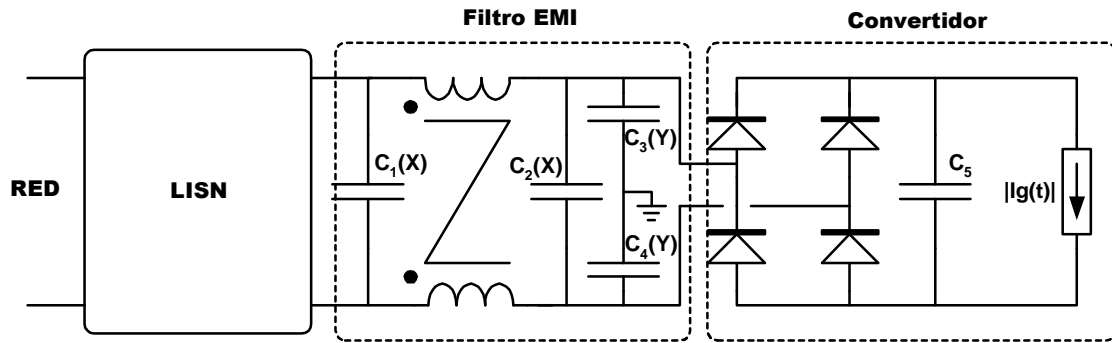 Filtro EMI
Convertidor
C3(Y)
C1(X)
C2(X)
C5
RED
LISN
|Ig(t)|
C4(Y)